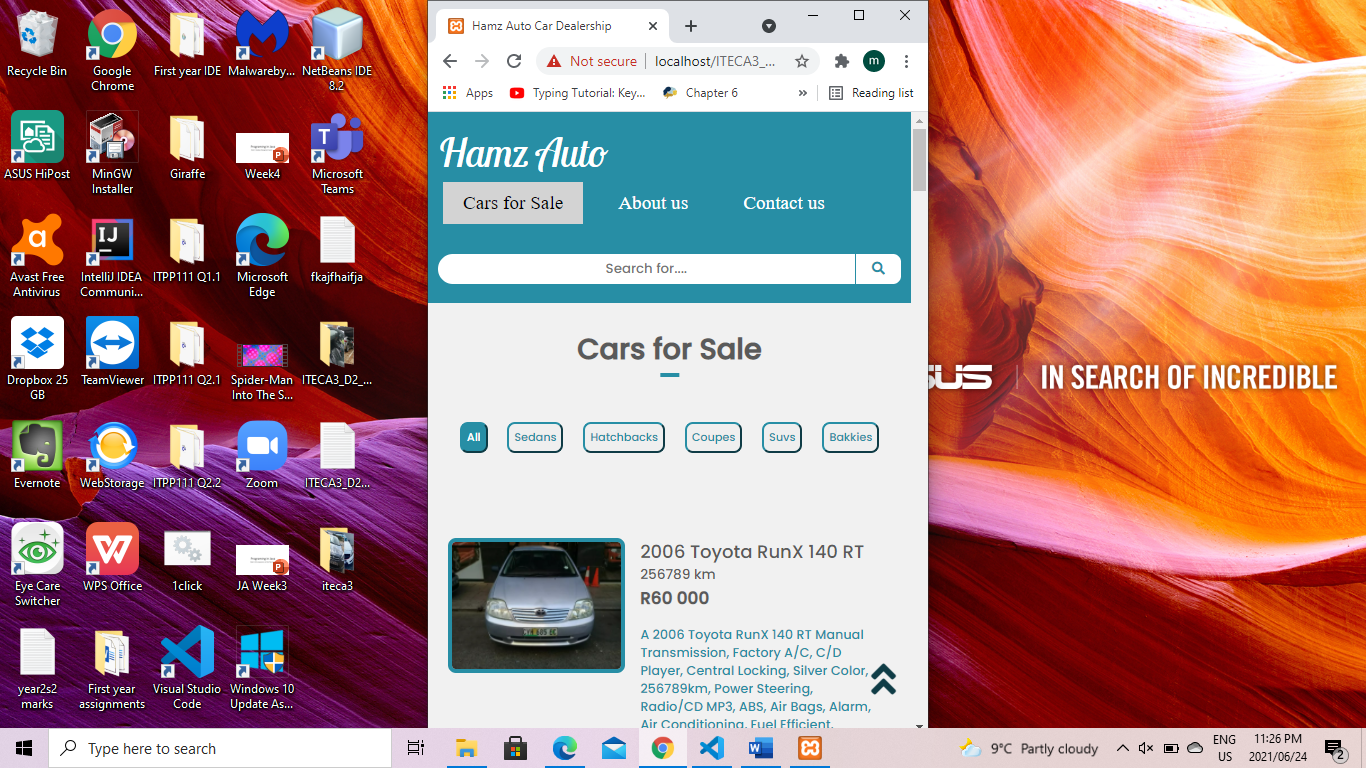 Recycle Bin
Google
Chrome
First year IDE
Malwareby...
NetBeans IDE
8.2
ASUS HiPost
MinGW
Installer
Giraffe
Week4
Microsoft
Teams
Avast Free
Antivirus
IntelliJ IDEA
Communi...
ITPP111 Q1.1
Microsoft
Edge
fkajfhaifja
Dropbox 25
GB
TeamViewer
ITPP111 Q2.1
Spider-Man
Into The S...
ITECA3_D2_...
Evernote
WebStorage
ITPP111 Q2.2
Zoom
ITECA3_D2...
Eye Care
Switcher
WPS Office
1click
JA Week3
iteca3
year2s2
marks
First year
assignments
Visual Studio
Code
Windows 10
Update As...
Hamz Auto Car Dealership
Not secure
localhost/ITECA3_...
m
Apps
Typing Tutorial: Key...
Chapter 6
»
Reading list
Hamz Auto
Cars for Sale
About us
Contact us
Search for....
Cars for Sale
All
Sedans
Hatchbacks
Coupes
Suvs
Bakkies
2006 Toyota RunX 140 RT
256789 km
R60 000
A 2006 Toyota RunX 140 RT Manual
Transmission, Factory A/C, C/D
Player, Central Locking, Silver Color,
256789km, Power Steering,
Radio/CD MP3, ABS, Air Bags, Alarm,
Air Conditioning, Fuel Efficient,
SUS | IN SEARCH OF INCREDIBLE
Type here to search
9°C Partly cloudy
ENG
US
11:26 PM
2021/06/24
2